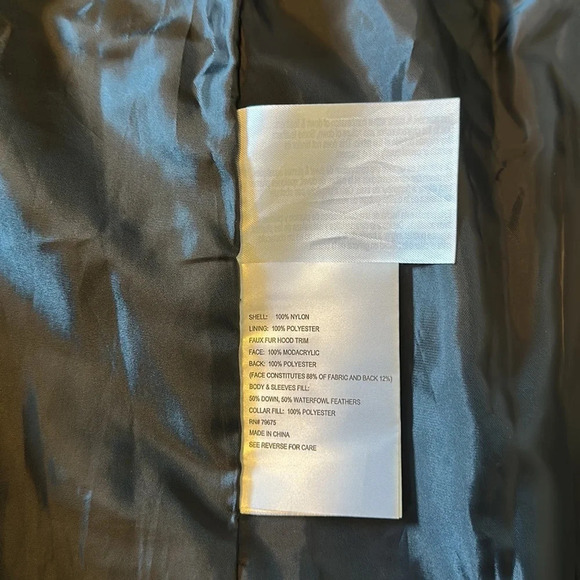 SHELL: 100% NYLON
LINING: 100% POLYESTER
FAUX FUR HOOD TRIM
FACE: 100% MODACRYLIC
BACK: 100% POLYESTER
(FACE CONSTITUTES 88% OF FABRIC AND BACK 12%)
BODY & SLEEVES FILL:
50% DOWN, 50% WATERFOWL FEATHERS
COLLAR FILL: 100% POLYESTER
RN# 79675
MADE IN CHINA
SEE REVERSE FOR CARE